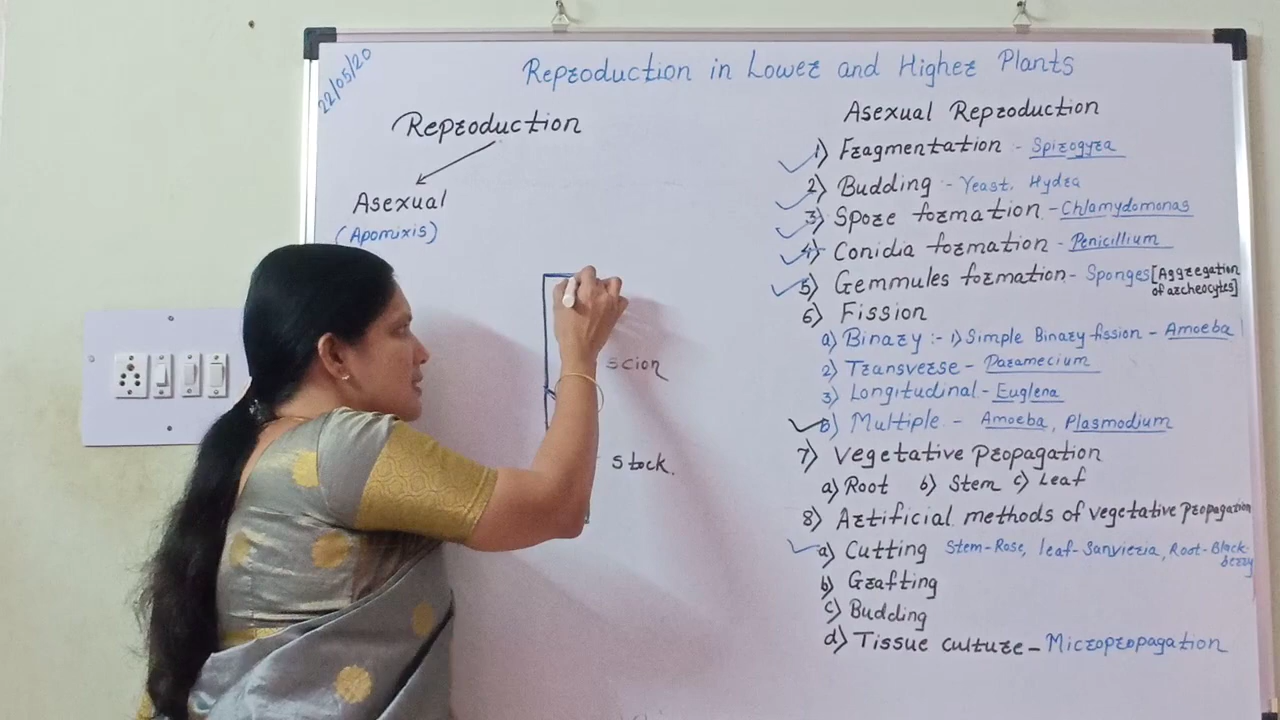 22/05/20
Reproduction in Lower and Higher Plants
Reproduction
Asexual
(Apomixis)
scion
stock.
Asexual Reproduction
1) Fragmentation :- Spirogyra
2) Budding :- Yeast, Hydra
3) Spore formation - Chlamydomonas
4) Conidia formation - Penicillium
5) Gemmules formation - Sponges [Aggregation
of archeocytes]
6) Fission
a) Binary :- 1) Simple Binary fission - Amoeba
2) Transverse - Paramecium
3) Longitudinal - Euglena
b) Multiple - Amoeba, Plasmodium
7) Vegetative propagation
a) Root b) Stem c) Leaf
8) Artificial methods of vegetative propagation
a) Cutting Stem-Rose, leaf-Sanvieria, Root-Black-
berry
b) Grafting
c) Budding
d) Tissue culture - Micropropagation